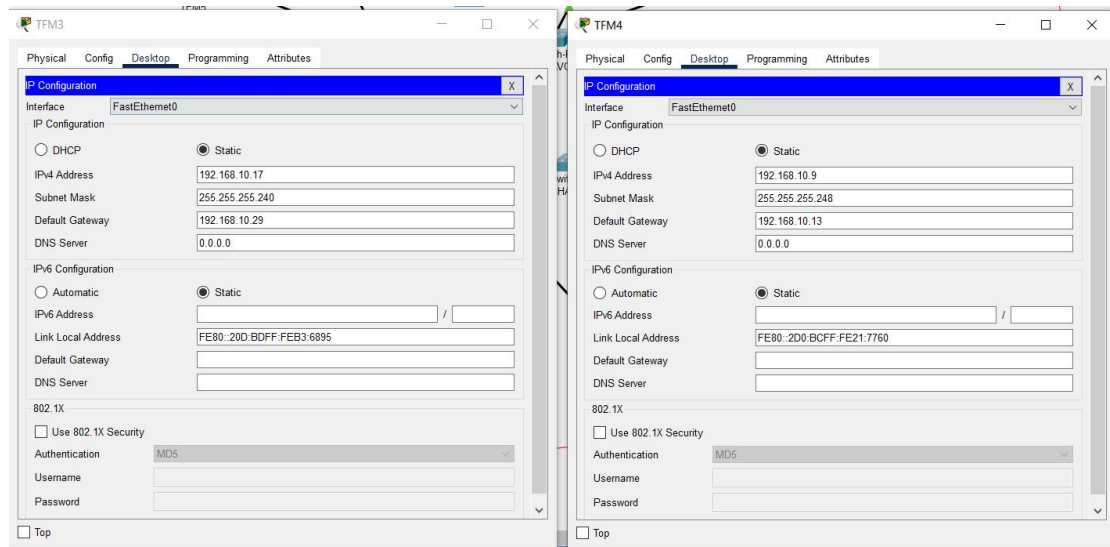 TFM3
Physical Config Desktop Programming Attributes
IP Configuration X
Interface FastEthernet0
IP Configuration
DHCP Static
IPv4 Address 192.168.10.17
Subnet Mask 255.255.255.240
Default Gateway 192.168.10.29
DNS Server 0.0.0.0
IPv6 Configuration
Automatic Static
IPv6 Address /
Link Local Address FE80::20D:BDFF:FEB3:6895
Default Gateway
DNS Server
802.1X
Use 802.1X Security
Authentication MD5
Username
Password
Top
TFM4
Physical Config Desktop Programming Attributes
IP Configuration X
Interface FastEthernet0
IP Configuration
DHCP Static
IPv4 Address 192.168.10.9
Subnet Mask 255.255.255.248
Default Gateway 192.168.10.13
DNS Server 0.0.0.0
IPv6 Configuration
Automatic Static
IPv6 Address /
Link Local Address FE80::2D0:BCFF:FE21:7760
Default Gateway
DNS Server
802.1X
Use 802.1X Security
Authentication MD5
Username
Password
Top